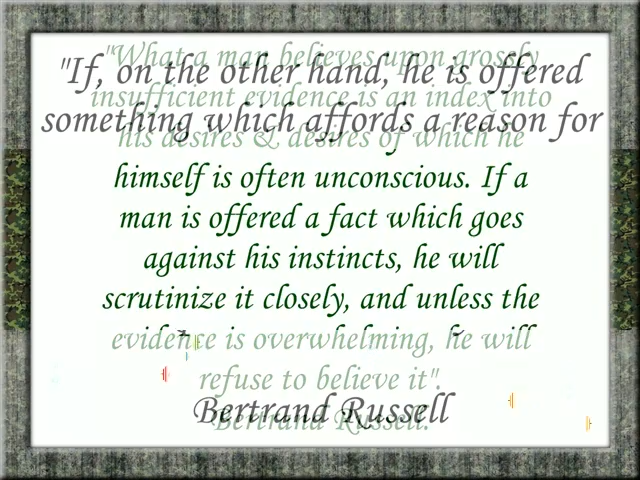 "What a man believes upon grossly
"If, on the other hand, he is offered
insufficient evidence is an index into
something which affords a reason for
his desires & desires of which he
himself is often unconscious. If a
man is offered a fact which goes
against his instincts, he will
scrutinize it closely, and unless the
evidence is overwhelming, he will
refuse to believe it".
Bertrand Russell
Bertrand Russell.